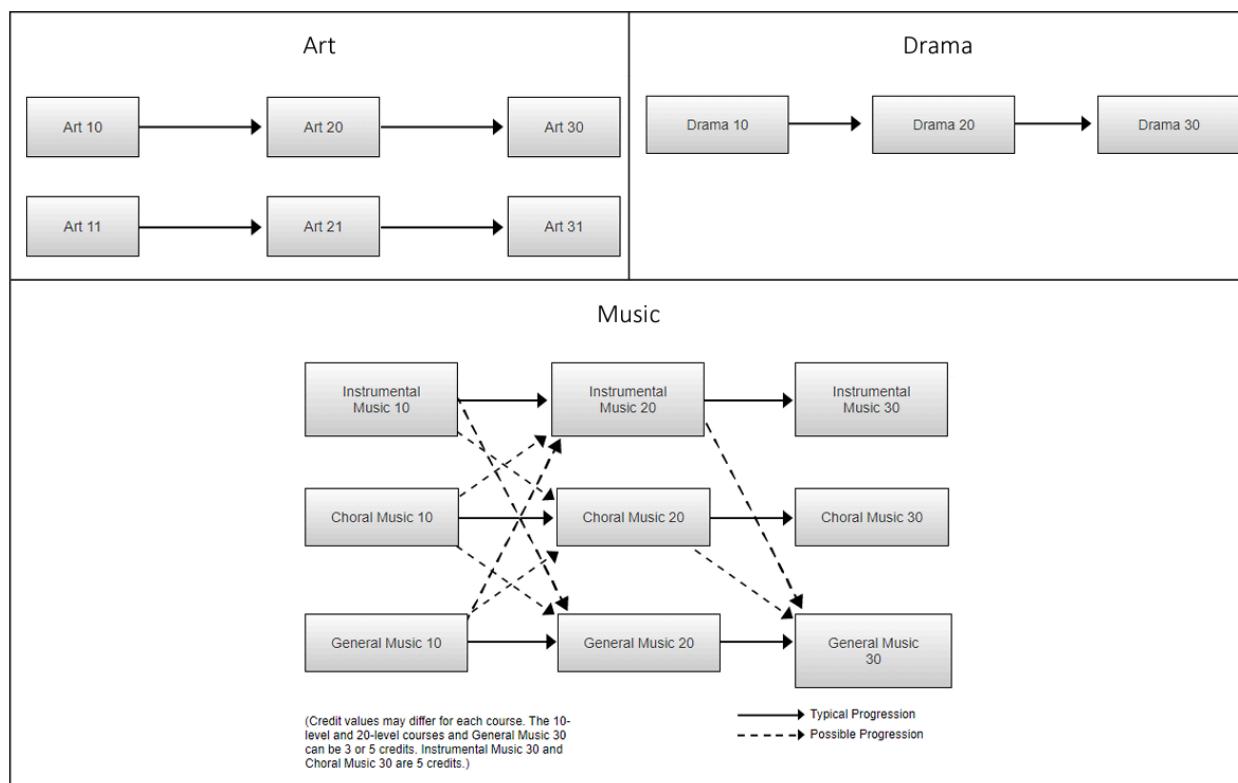 Art
Drama
Art 10
Art 20
Art 30
Drama 10
Drama 20
Drama 30
Art 11
Art 21
Art 31
Music
Instrumental
Music 10
Instrumental
Music 20
Instrumental
Music 30
Choral Music 10
Choral Music 20
Choral Music 30
General Music 10
General Music 20
General Music
30
(Credit values may differ for each course. The 10-
level and 20-level courses and General Music 30
can be 3 or 5 credits. Instrumental Music 30 and
Choral Music 30 are 5 credits.)
Typical Progression
Possible Progression